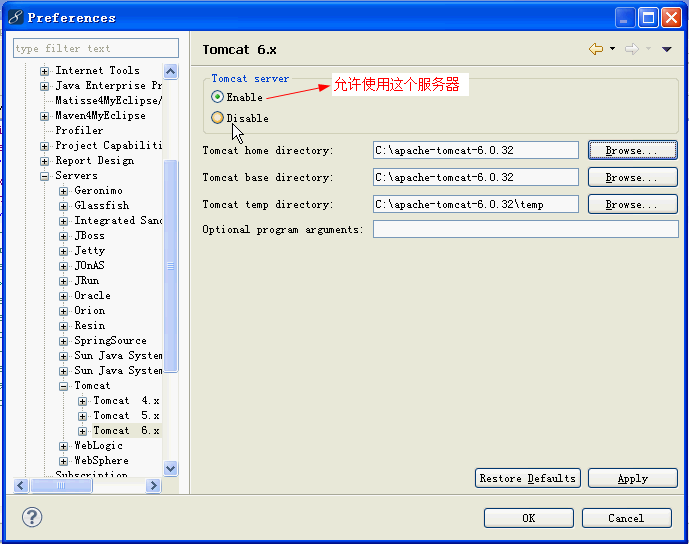 Preferences
type filter text
Internet Tools
Java Enterprise Pr
Matisse4MyEclipse/
Maven4MyEclipse
Profiler
Project Capabiliti
Report Design
Servers
Geronimo
Glassfish
Integrated Sand
JBoss
Jetty
JOnAS
JRun
Oracle
Orion
Resin
SpringSource
Sun Java System
Sun Java System
Tomcat
Tomcat 4.x
Tomcat 5.x
Tomcat 6.x
WebLogic
WebSphere
Subscription
Tomcat 6.x
Tomcat server
Enable
允许使用这个服务器
Disable
Tomcat home directory: C:\apache-tomcat-6.0.32 Browse...
Tomcat base directory: C:\apache-tomcat-6.0.32 Browse...
Tomcat temp directory: C:\apache-tomcat-6.0.32\temp Browse...
Optional program arguments:
Restore Defaults Apply
OK Cancel